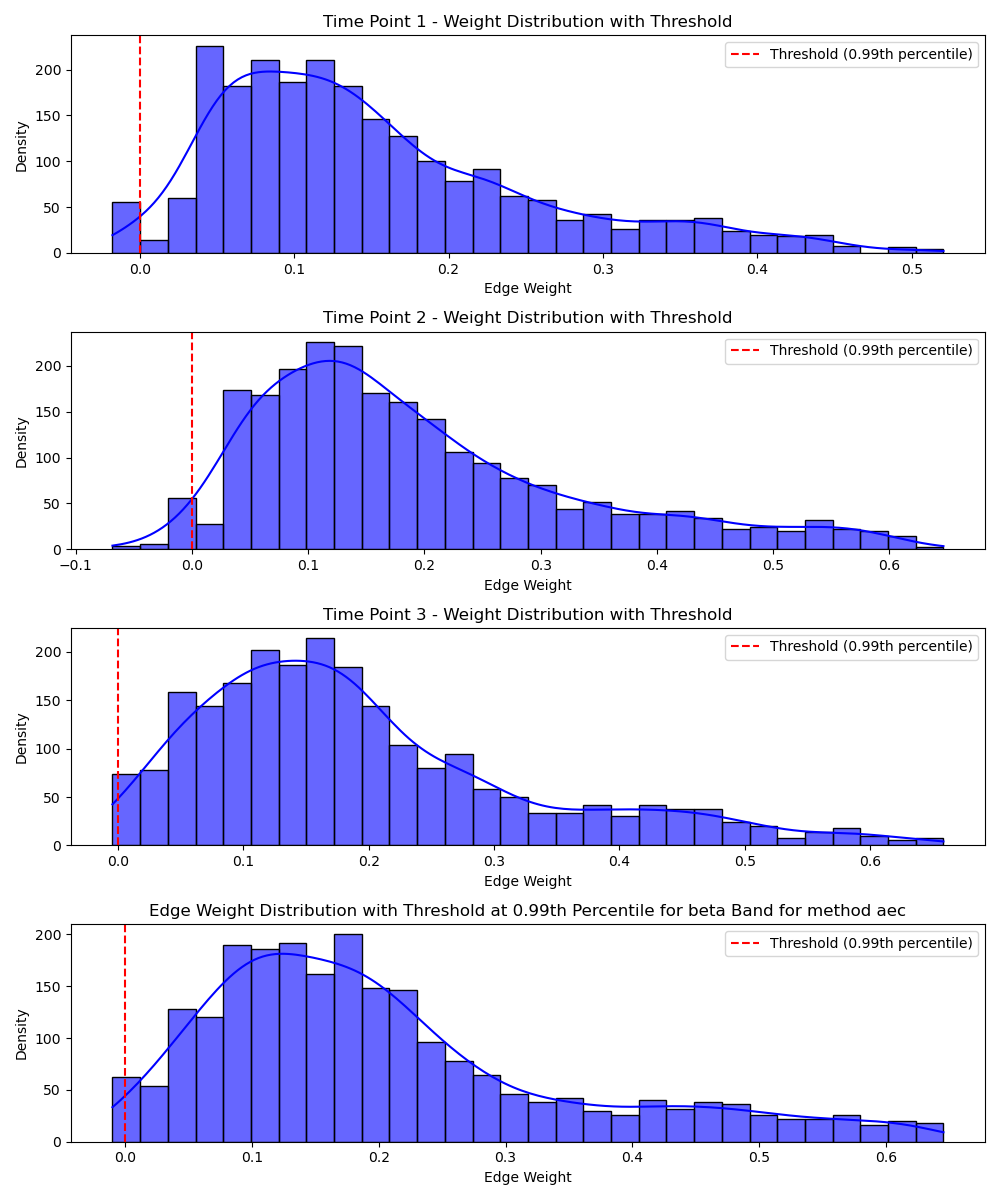 Time Point 1 - Weight Distribution with Threshold
Threshold (0.99th percentile)
Density
200
150
100
50
0
0.0 0.1 0.2 0.3 0.4 0.5
Edge Weight
Time Point 2 - Weight Distribution with Threshold
Threshold (0.99th percentile)
Density
200
150
100
50
0
−0.1 0.0 0.1 0.2 0.3 0.4 0.5 0.6
Edge Weight
Time Point 3 - Weight Distribution with Threshold
Threshold (0.99th percentile)
Density
200
150
100
50
0
0.0 0.1 0.2 0.3 0.4 0.5 0.6
Edge Weight
Edge Weight Distribution with Threshold at 0.99th Percentile for beta Band for method aec
Threshold (0.99th percentile)
Density
200
150
100
50
0
0.0 0.1 0.2 0.3 0.4 0.5 0.6
Edge Weight